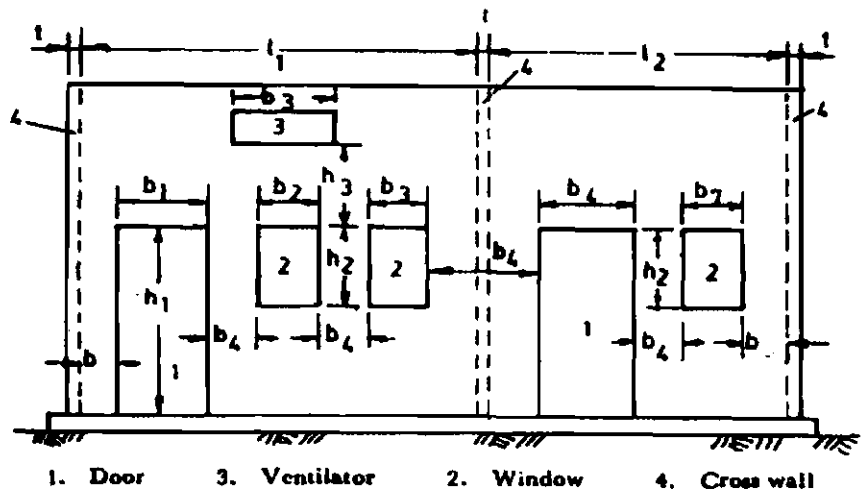 t
t l₁ l₂ t
4
4 b₃ 4
3
b₁ b₂ h₃ b₃ b₄ b₇
h₁ 2 h₂ 2 b₄ h₂ 2
b 1 b₄ b₄ 1 b₄ b
1. Door 3. Ventilator 2. Window 4. Cross wall